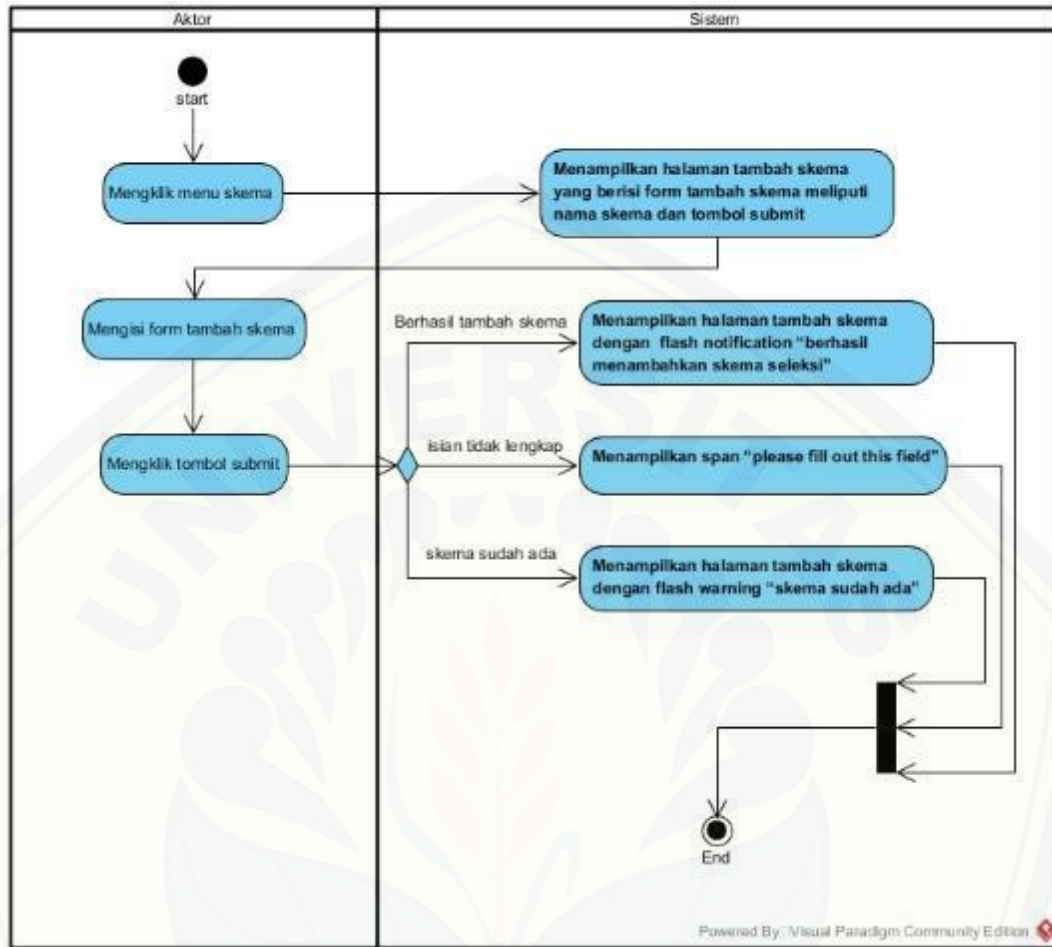 Aktor
Sistem
start
Mengklik menu skema
Menampilkan halaman tambah skema
yang berisi form tambah skema meliputi
nama skema dan tombol submit
Mengisi form tambah skema
Berhasil tambah skema
Menampilkan halaman tambah skema
dengan flash notification “berhasil
menambahkan skema seleksi”
Mengklik tombol submit
isian tidak lengkap
Menampilkan span “please fill out this field”
skema sudah ada
Menampilkan halaman tambah skema
dengan flash warning “skema sudah ada”
End
Powered By: Visual Paradigm Community Edition
UNIVERSITAS